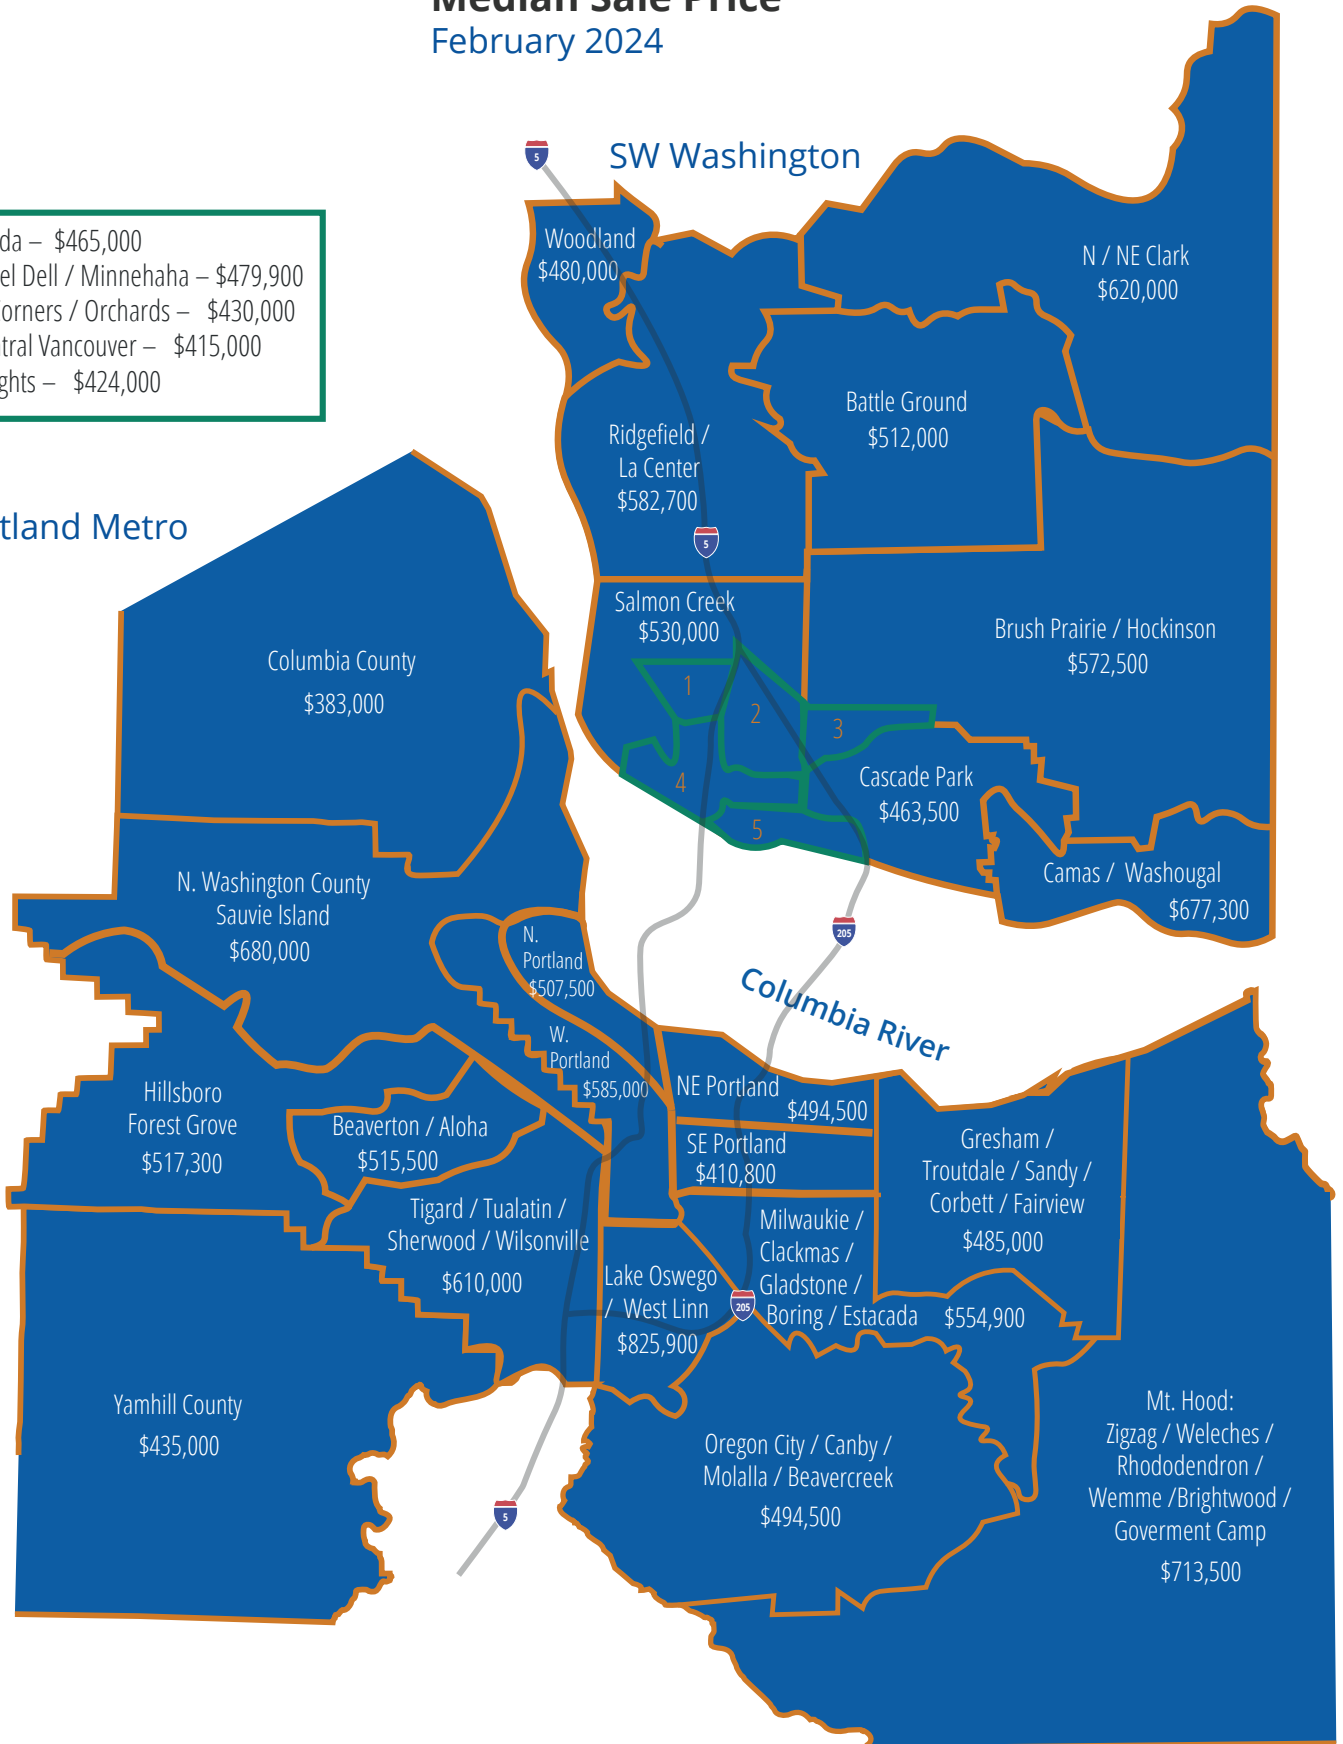 Median Sale Price
February 2024
SW Washington
da – $465,000
el Dell / Minnehaha – $479,900
orners / Orchards – $430,000
tral Vancouver – $415,000
ghts – $424,000
tland Metro
5
Woodland
$480,000
N / NE Clark
$620,000
Battle Ground
$512,000
Ridgefield /
La Center
$582,700
5
Salmon Creek
$530,000
Brush Prairie / Hockinson
$572,500
1
2
3
4
5
Cascade Park
$463,500
Camas / Washougal
$677,300
205
Columbia River
Columbia County
$383,000
N. Washington County
Sauvie Island
$680,000
N.
Portland
$507,500
W.
Portland
$585,000
NE Portland
$494,500
SE Portland
$410,800
Hillsboro
Forest Grove
$517,300
Beaverton / Aloha
$515,500
Gresham /
Troutdale / Sandy /
Corbett / Fairview
$485,000
Tigard / Tualatin /
Sherwood / Wilsonville
$610,000
Milwaukie /
Clackmas /
Gladstone /
Boring / Estacada $554,900
Lake Oswego
/ West Linn
$825,900
205
Yamhill County
$435,000
Oregon City / Canby /
Molalla / Beavercreek
$494,500
Mt. Hood:
Zigzag / Weleches /
Rhododendron /
Wemme /Brightwood /
Goverment Camp
$713,500
5